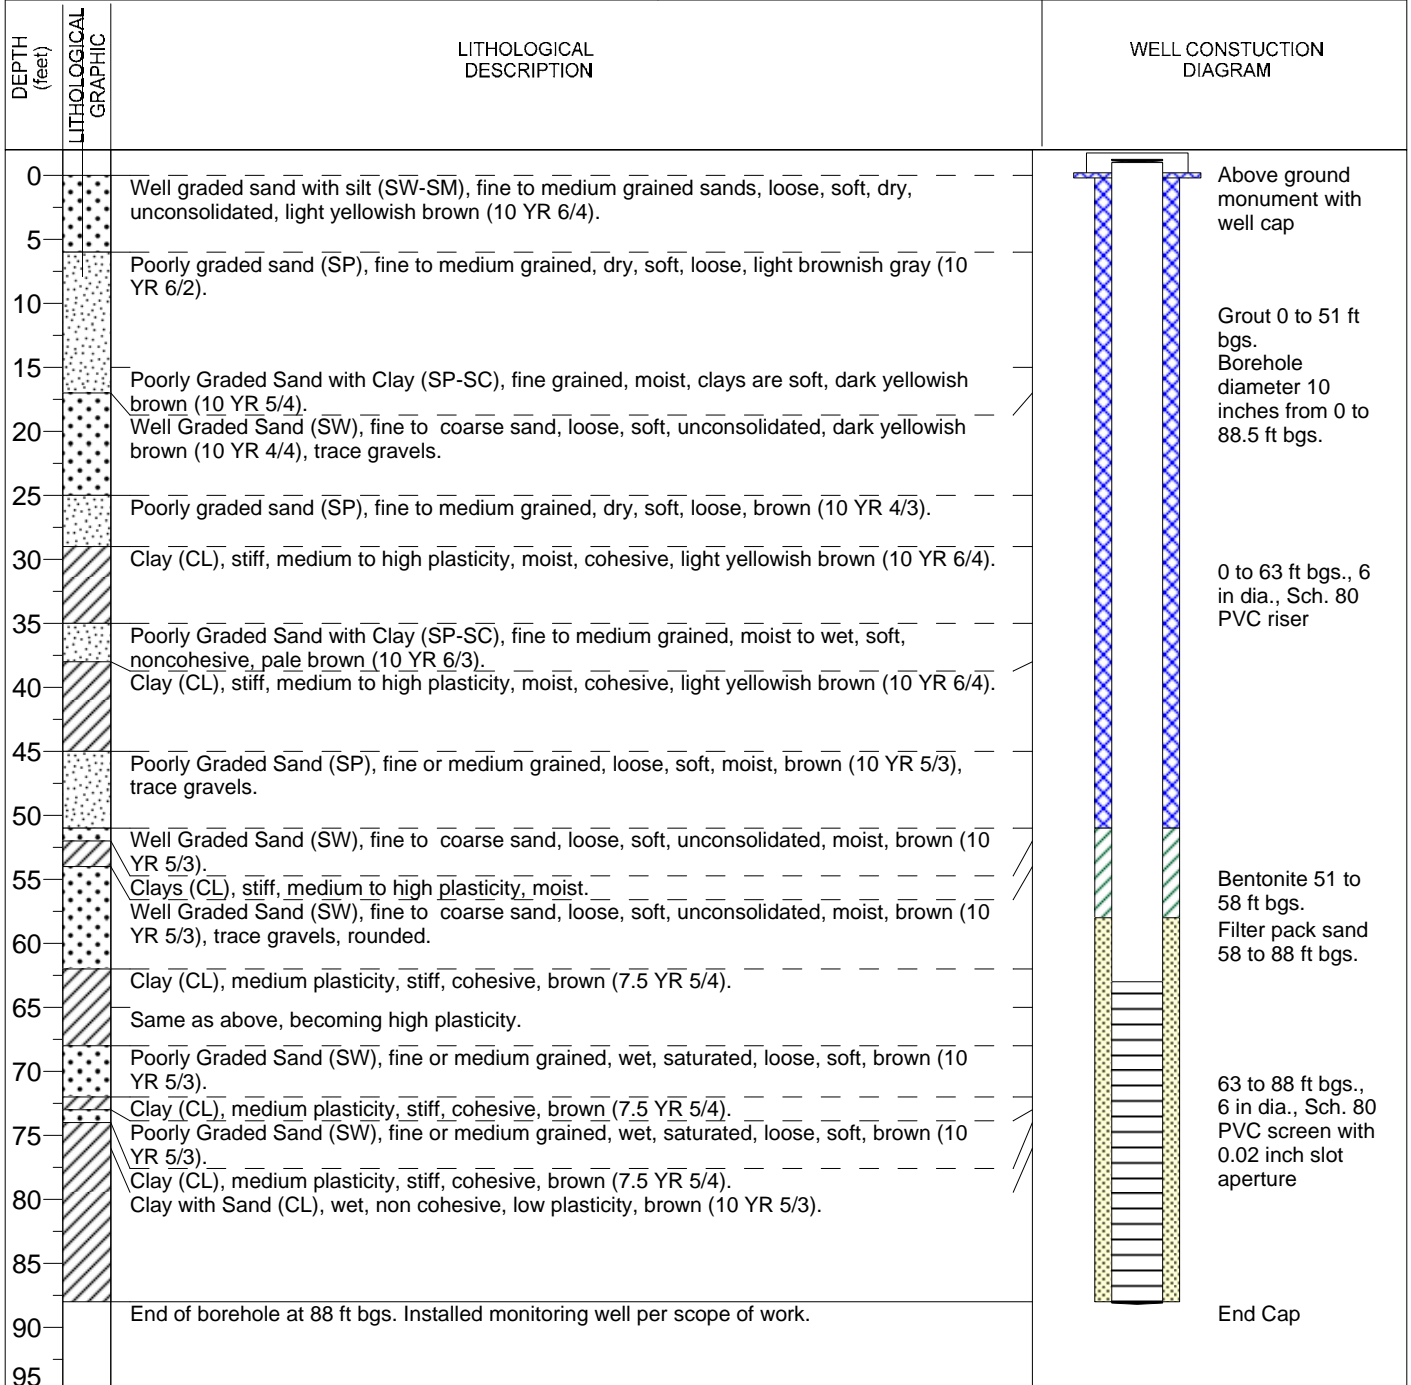 DEPTH
(feet)
LITHOLOGICAL
GRAPHIC
LITHOLOGICAL
DESCRIPTION
WELL CONSTUCTION
DIAGRAM
0
5
10
15
20
25
30
35
40
45
50
55
60
65
70
75
80
85
90
95
Well graded sand with silt (SW-SM), fine to medium grained sands, loose, soft, dry,
unconsolidated, light yellowish brown (10 YR 6/4).
Poorly graded sand (SP), fine to medium grained, dry, soft, loose, light brownish gray (10
YR 6/2).
Poorly Graded Sand with Clay (SP-SC), fine grained, moist, clays are soft, dark yellowish
brown (10 YR 5/4).
Well Graded Sand (SW), fine to coarse sand, loose, soft, unconsolidated, dark yellowish
brown (10 YR 4/4), trace gravels.
Poorly graded sand (SP), fine to medium grained, dry, soft, loose, brown (10 YR 4/3).
Clay (CL), stiff, medium to high plasticity, moist, cohesive, light yellowish brown (10 YR 6/4).
Poorly Graded Sand with Clay (SP-SC), fine to medium grained, moist to wet, soft,
noncohesive, pale brown (10 YR 6/3).
Clay (CL), stiff, medium to high plasticity, moist, cohesive, light yellowish brown (10 YR 6/4).
Poorly Graded Sand (SP), fine or medium grained, loose, soft, moist, brown (10 YR 5/3),
trace gravels.
Well Graded Sand (SW), fine to coarse sand, loose, soft, unconsolidated, moist, brown (10
YR 5/3).
Clays (CL), stiff, medium to high plasticity, moist.
Well Graded Sand (SW), fine to coarse sand, loose, soft, unconsolidated, moist, brown (10
YR 5/3), trace gravels, rounded.
Clay (CL), medium plasticity, stiff, cohesive, brown (7.5 YR 5/4).
Same as above, becoming high plasticity.
Poorly Graded Sand (SW), fine or medium grained, wet, saturated, loose, soft, brown (10
YR 5/3).
Clay (CL), medium plasticity, stiff, cohesive, brown (7.5 YR 5/4).
Poorly Graded Sand (SW), fine or medium grained, wet, saturated, loose, soft, brown (10
YR 5/3).
Clay (CL), medium plasticity, stiff, cohesive, brown (7.5 YR 5/4).
Clay with Sand (CL), wet, non cohesive, low plasticity, brown (10 YR 5/3).
End of borehole at 88 ft bgs. Installed monitoring well per scope of work.
Above ground
monument with
well cap
Grout 0 to 51 ft
bgs.
Borehole
diameter 10
inches from 0 to
88.5 ft bgs.
0 to 63 ft bgs., 6
in dia., Sch. 80
PVC riser
Bentonite 51 to
58 ft bgs.
Filter pack sand
58 to 88 ft bgs.
63 to 88 ft bgs.,
6 in dia., Sch. 80
PVC screen with
0.02 inch slot
aperture
End Cap